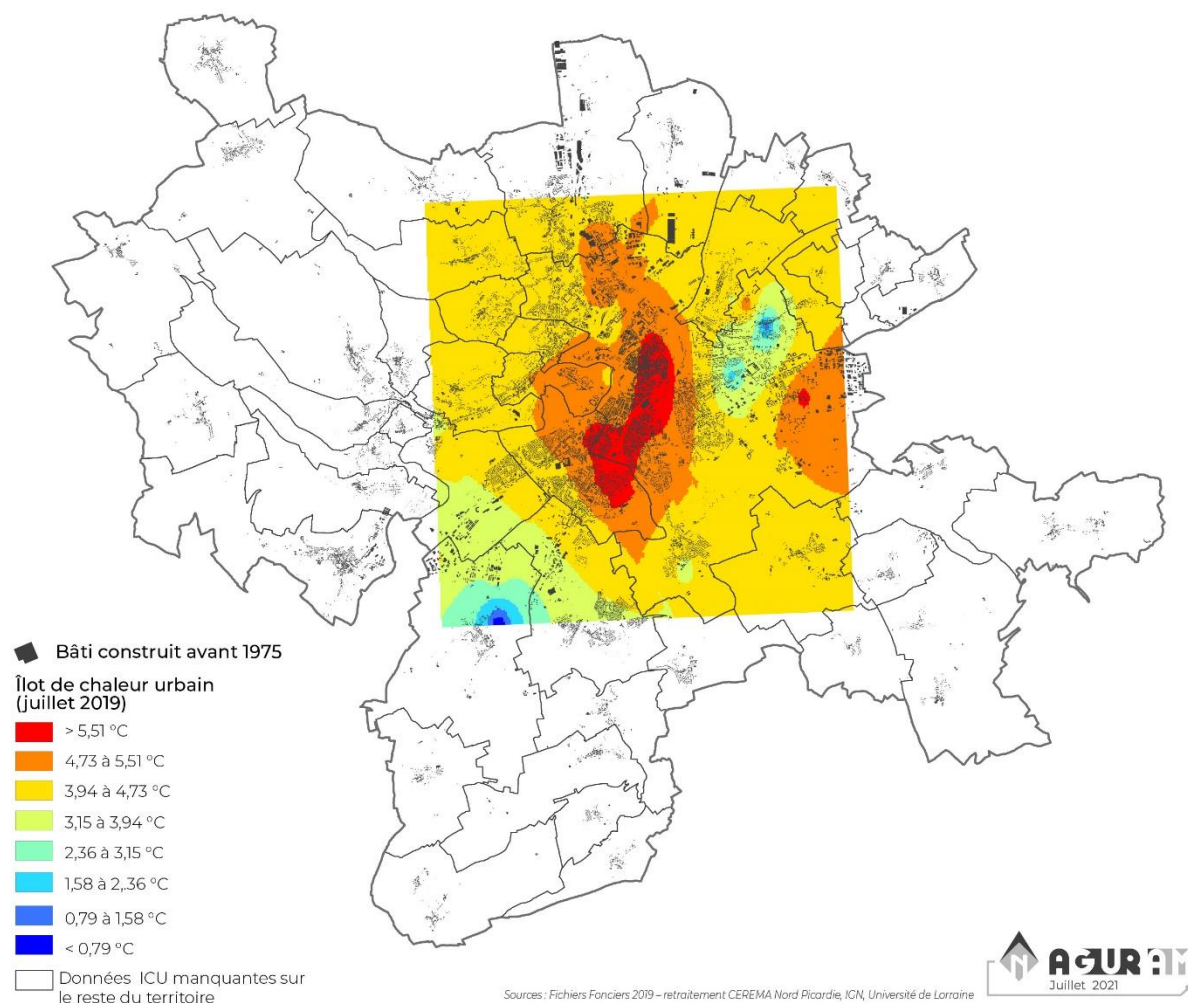 Bâti construit avant 1975
Îlot de chaleur urbain
(juillet 2019)
> 5,51 °C
4,73 à 5,51 °C
3,94 à 4,73 °C
3,15 à 3,94 °C
2,36 à 3,15 °C
1,58 à 2,36 °C
0,79 à 1,58 °C
< 0,79 °C
Données ICU manquantes sur
le reste du territoire
Sources : Fichiers Fonciers 2019 – retraitement CEREMA Nord Picardie, IGN, Université de Lorraine
N
AGURAM
Juillet 2021